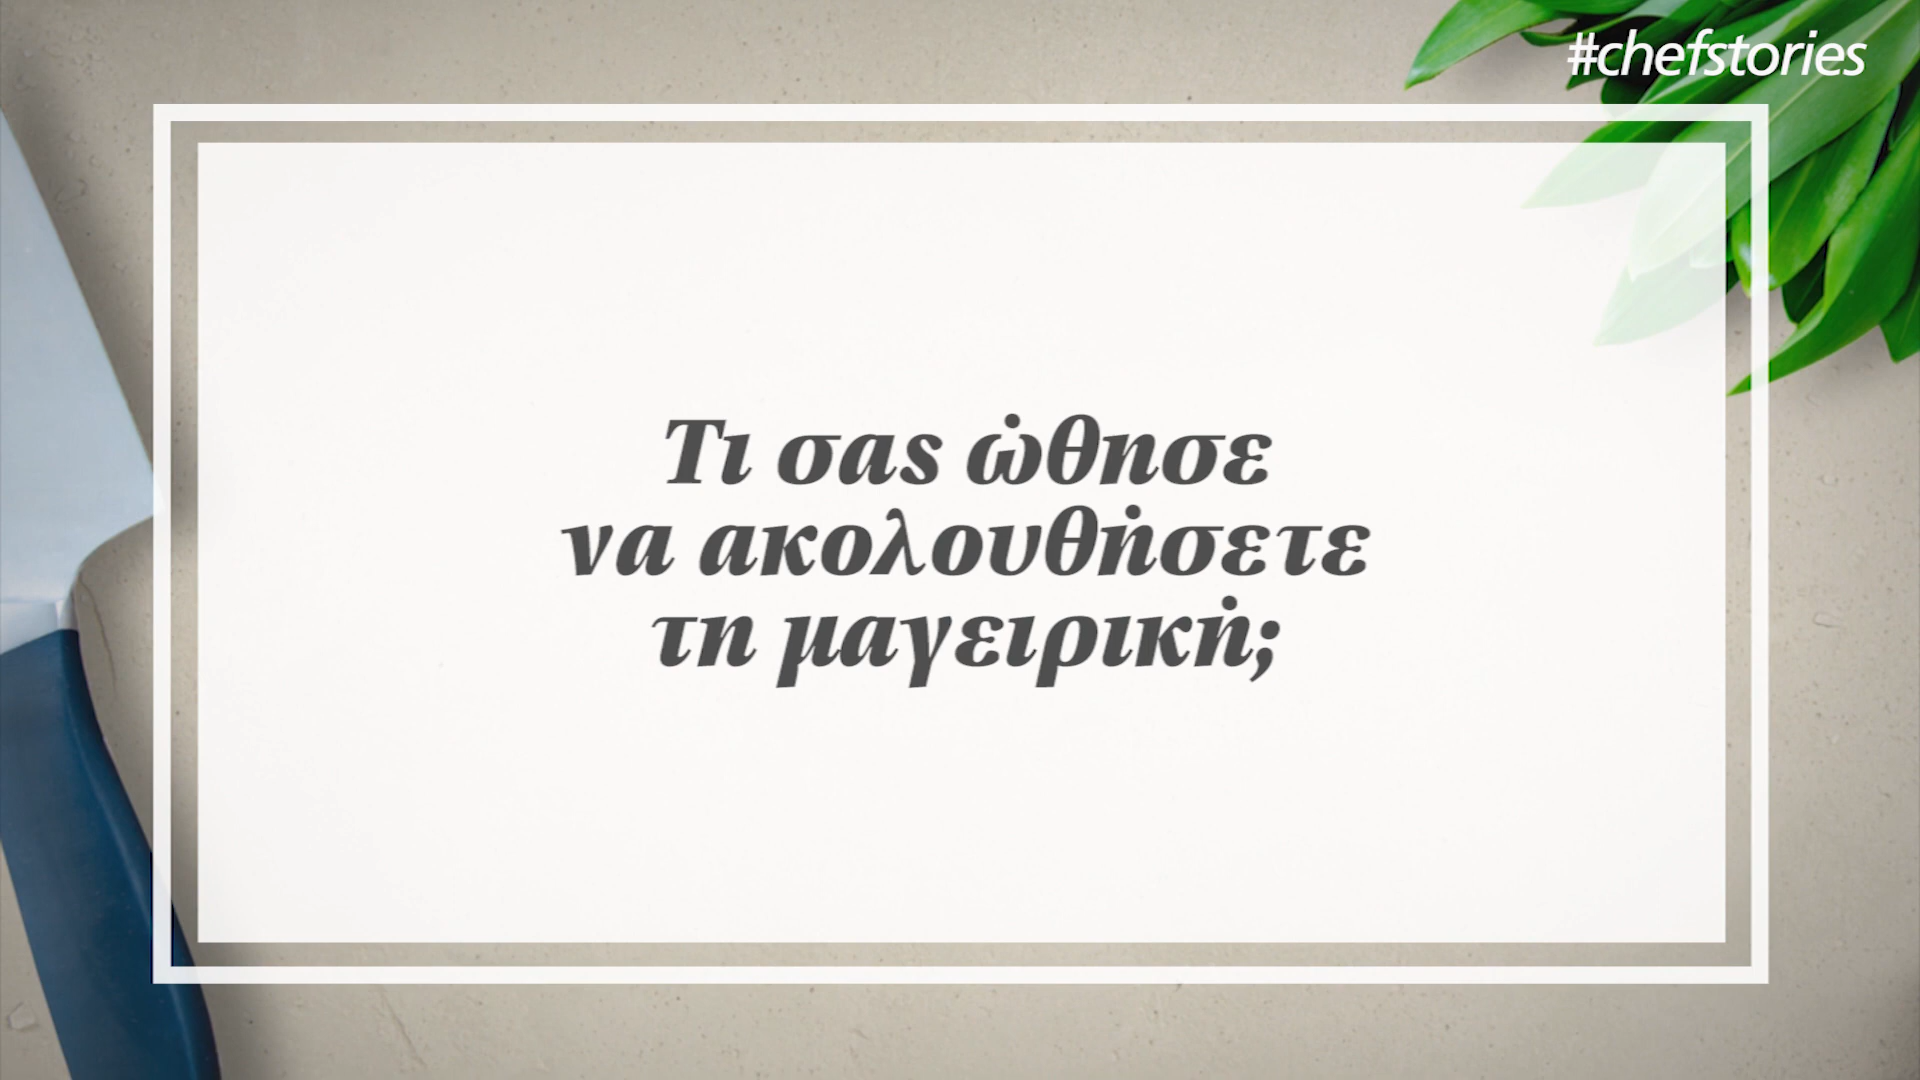 #chefstories
Τι σας ώθησε
να ακολουθήσετε
τη μαγειρική;